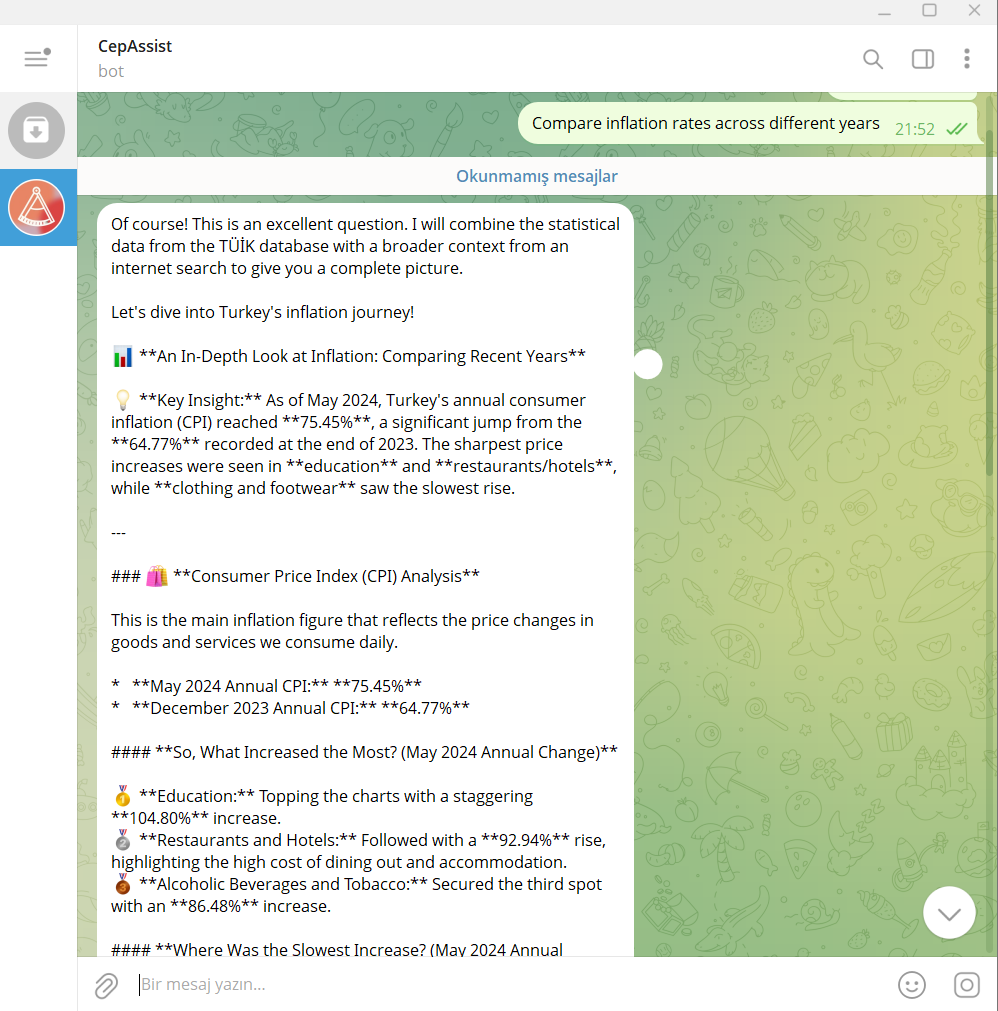 CepAssist
bot
Compare inflation rates across different years 21:52
Okunmamış mesajlar
Of course! This is an excellent question. I will combine the statistical
data from the TÜİK database with a broader context from an
internet search to give you a complete picture.
Let's dive into Turkey's inflation journey!
📊 **An In-Depth Look at Inflation: Comparing Recent Years**
💡 **Key Insight:** As of May 2024, Turkey's annual consumer
inflation (CPI) reached **75.45%**, a significant jump from the
**64.77%** recorded at the end of 2023. The sharpest price
increases were seen in **education** and **restaurants/hotels**,
while **clothing and footwear** saw the slowest rise.
---
### 🛍️ **Consumer Price Index (CPI) Analysis**
This is the main inflation figure that reflects the price changes in
goods and services we consume daily.
* **May 2024 Annual CPI:** **75.45%**
* **December 2023 Annual CPI:** **64.77%**
#### **So, What Increased the Most? (May 2024 Annual Change)**
🥇 **Education:** Topping the charts with a staggering
**104.80%** increase.
🥈 **Restaurants and Hotels:** Followed with a **92.94%** rise,
highlighting the high cost of dining out and accommodation.
🥉 **Alcoholic Beverages and Tobacco:** Secured the third spot
with an **86.48%** increase.
#### **Where Was the Slowest Increase? (May 2024 Annual
Bir mesaj yazın...